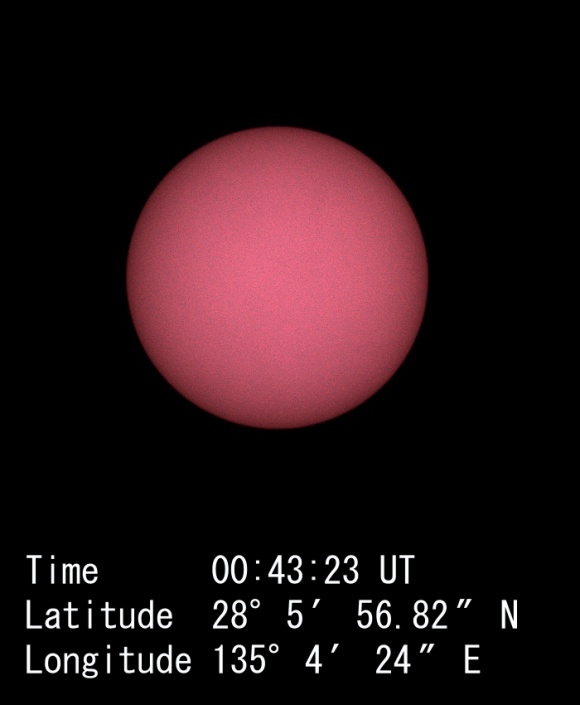 Time 00:43:23 UT
Latitude 28° 5′ 56.82″ N
Longitude 135° 4′ 24″ E